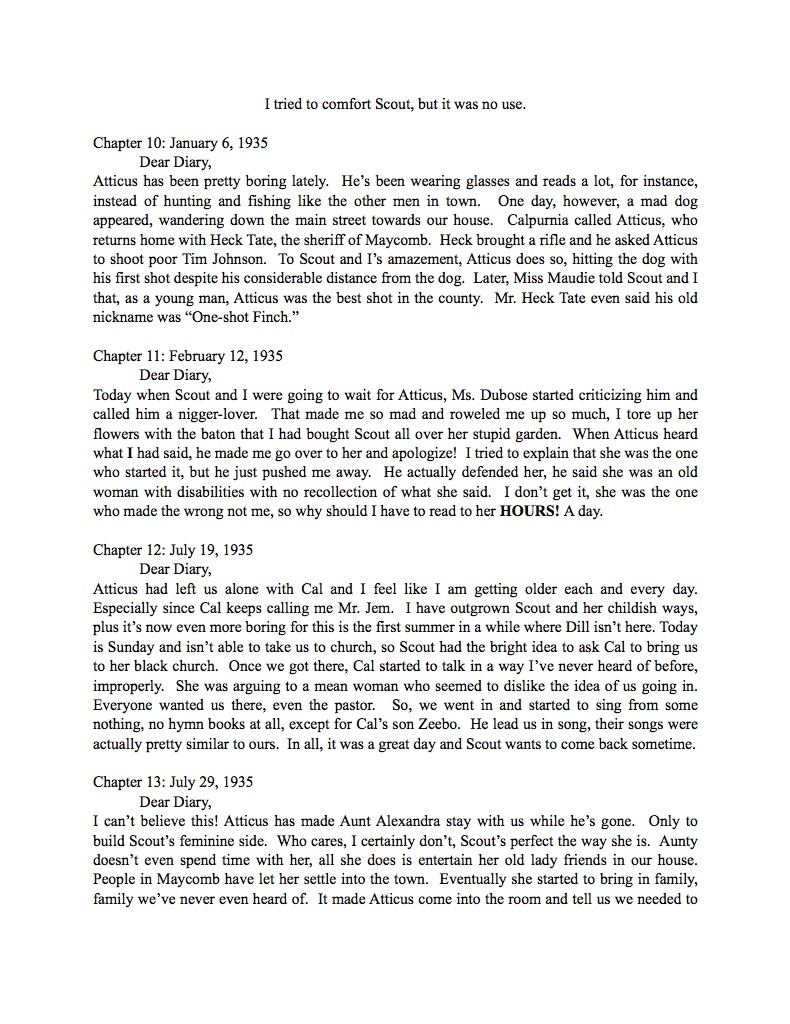 I tried to comfort Scout, but it was no use.
Chapter 10: January 6, 1935
Dear Diary,
Atticus has been pretty boring lately. He’s been wearing glasses and reads a lot, for instance,
instead of hunting and fishing like the other men in town. One day, however, a mad dog
appeared, wandering down the main street towards our house. Calpurnia called Atticus, who
returns home with Heck Tate, the sheriff of Maycomb. Heck brought a rifle and he asked Atticus
to shoot poor Tim Johnson. To Scout and I’s amazement, Atticus does so, hitting the dog with
his first shot despite his considerable distance from the dog. Later, Miss Maudie told Scout and I
that, as a young man, Atticus was the best shot in the county. Mr. Heck Tate even said his old
nickname was “One-shot Finch.”
Chapter 11: February 12, 1935
Dear Diary,
Today when Scout and I were going to wait for Atticus, Ms. Dubose started criticizing him and
called him a nigger-lover. That made me so mad and roweled me up so much, I tore up her
flowers with the baton that I had bought Scout all over her stupid garden. When Atticus heard
what I had said, he made me go over to her and apologize! I tried to explain that she was the one
who started it, but he just pushed me away. He actually defended her, he said she was an old
woman with disabilities with no recollection of what she said. I don’t get it, she was the one
who made the wrong not me, so why should I have to read to her HOURS! A day.
Chapter 12: July 19, 1935
Dear Diary,
Atticus had left us alone with Cal and I feel like I am getting older each and every day.
Especially since Cal keeps calling me Mr. Jem. I have outgrown Scout and her childish ways,
plus it’s now even more boring for this is the first summer in a while where Dill isn’t here. Today
is Sunday and isn’t able to take us to church, so Scout had the bright idea to ask Cal to bring us
to her black church. Once we got there, Cal started to talk in a way I’ve never heard of before,
improperly. She was arguing to a mean woman who seemed to dislike the idea of us going in.
Everyone wanted us there, even the pastor. So, we went in and started to sing from some
nothing, no hymn books at all, except for Cal’s son Zeebo. He lead us in song, their songs were
actually pretty similar to ours. In all, it was a great day and Scout wants to come back sometime.
Chapter 13: July 29, 1935
Dear Diary,
I can’t believe this! Atticus has made Aunt Alexandra stay with us while he’s gone. Only to
build Scout’s feminine side. Who cares, I certainly don’t, Scout’s perfect the way she is. Aunty
doesn’t even spend time with her, all she does is entertain her old lady friends in our house.
People in Maycomb have let her settle into the town. Eventually she started to bring in family,
family we’ve never even heard of. It made Atticus come into the room and tell us we needed to